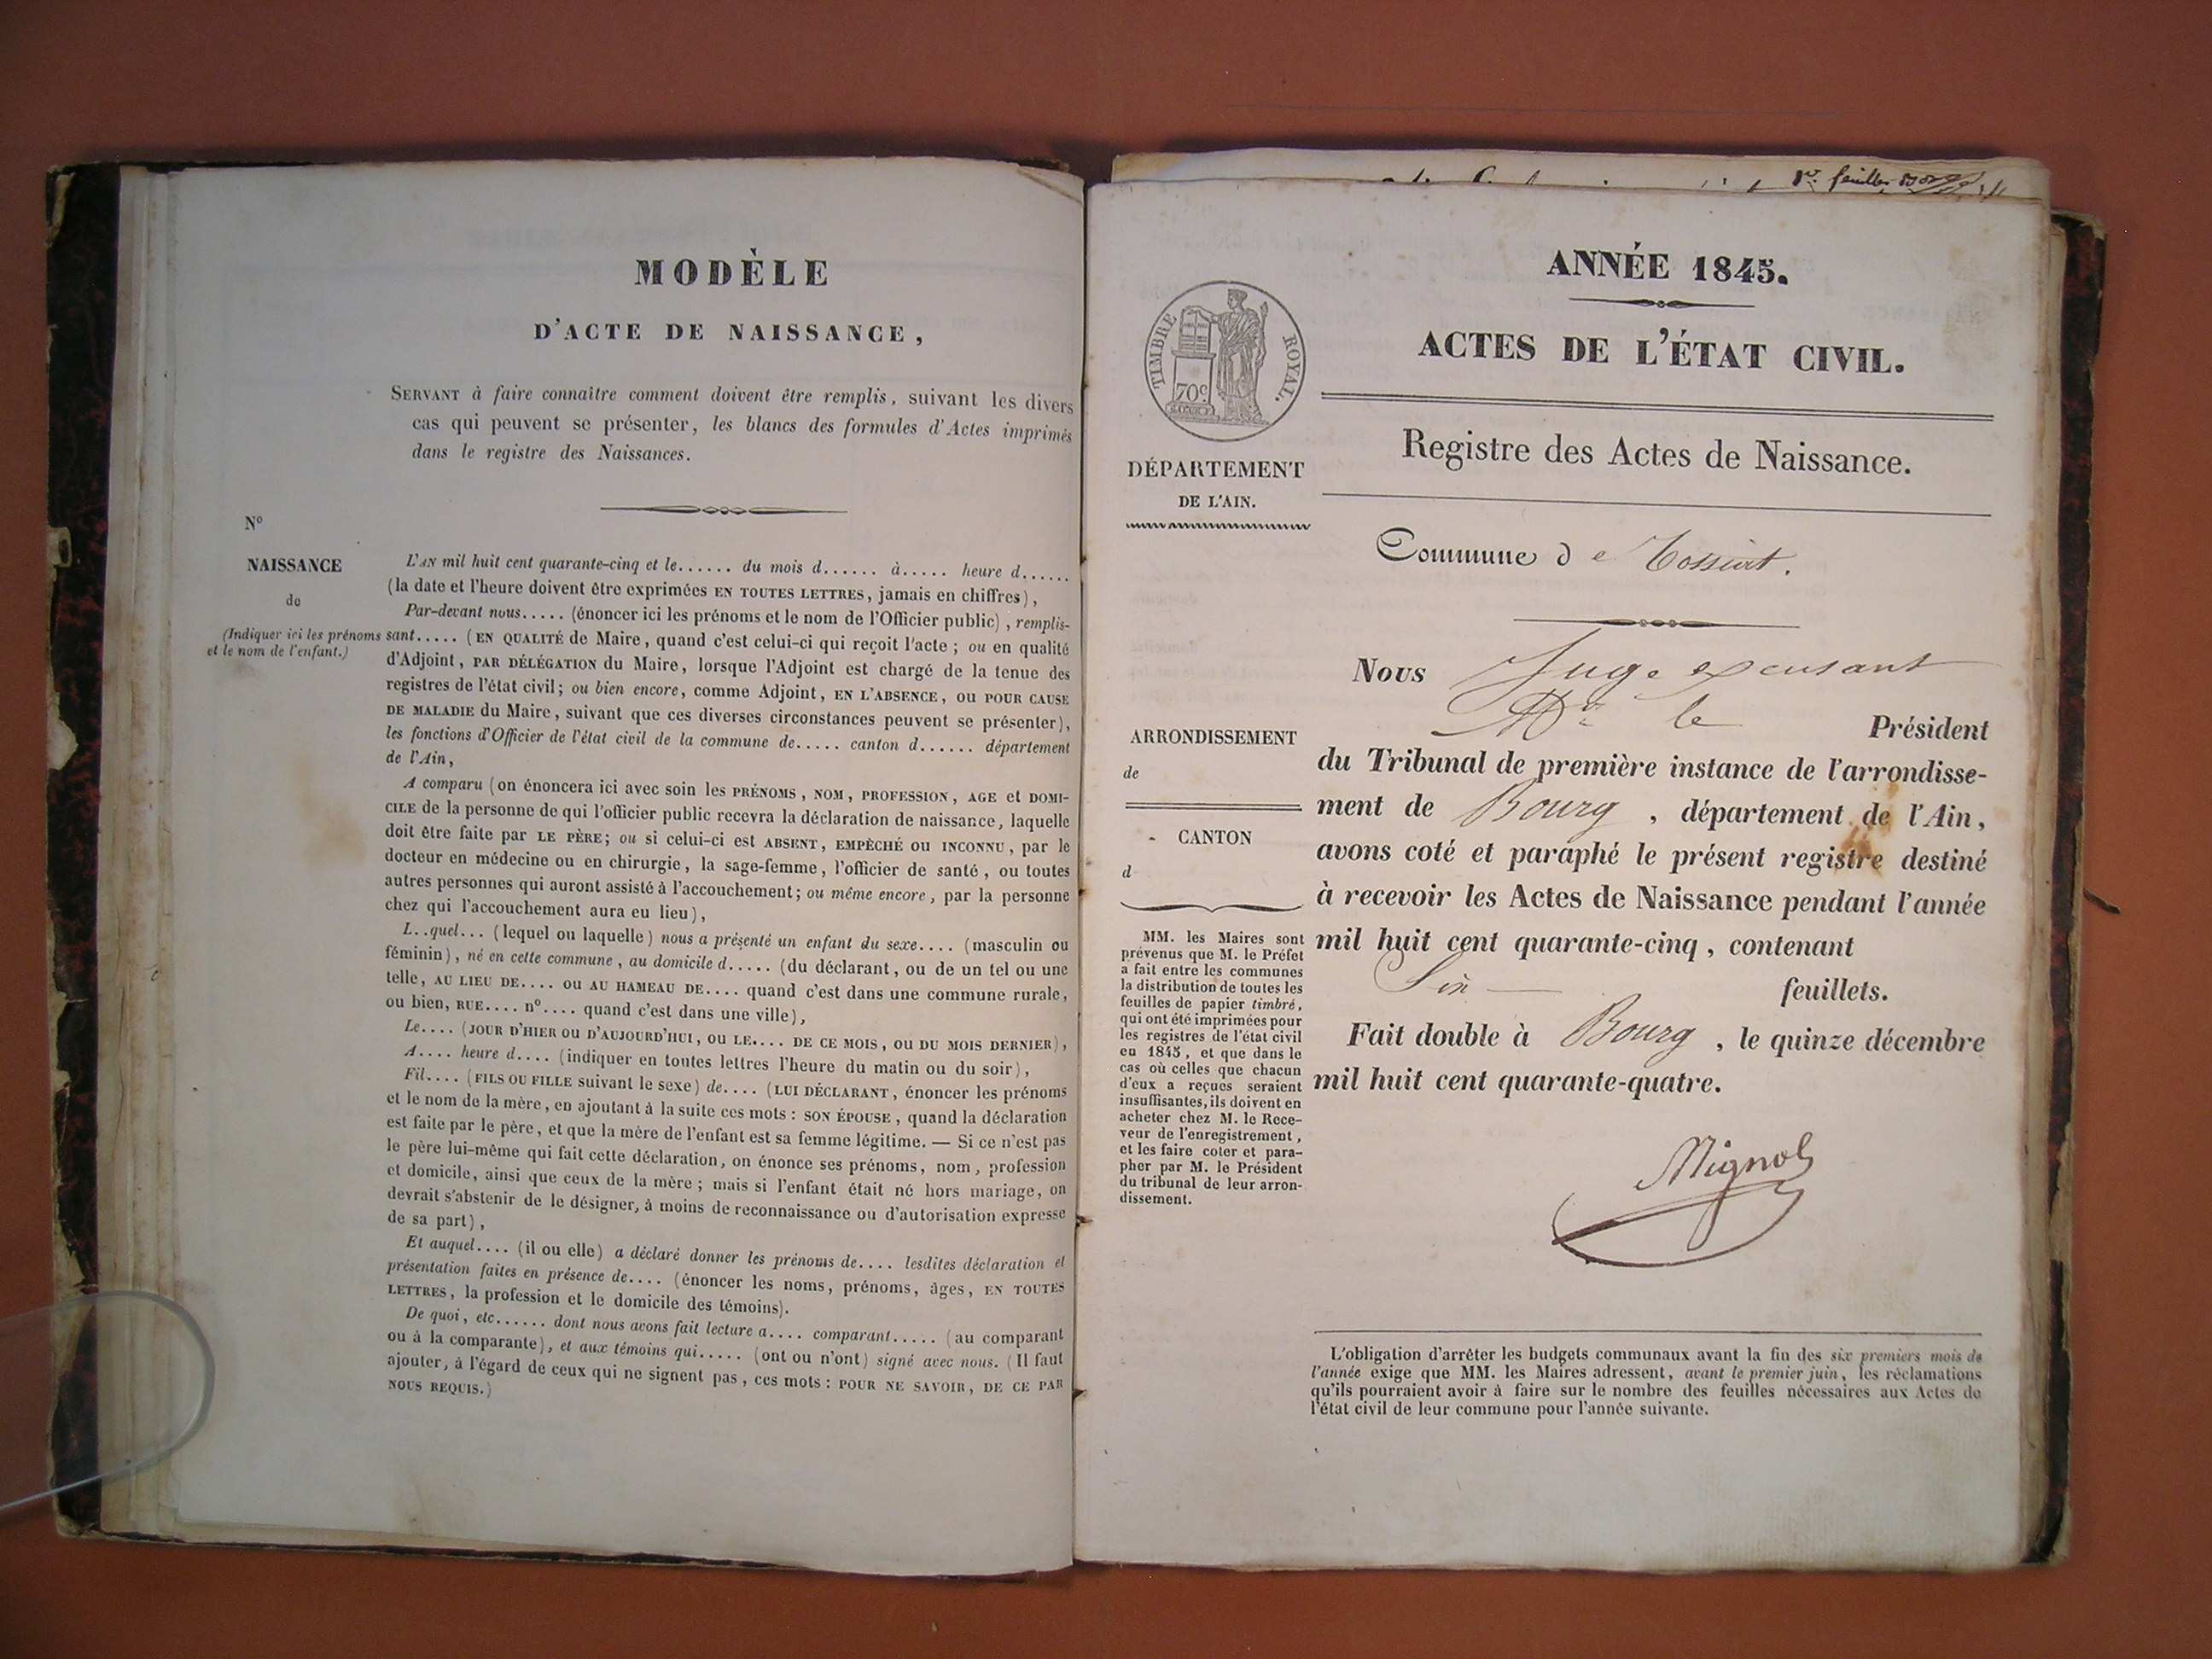 MODÈLE
D'ACTE DE NAISSANCE,
SERVANT à faire connaître comment doivent être remplis, suivant les divers
cas qui peuvent se présenter, les blancs des formules d'Actes imprimés
dans le registre des Naissances.
N°
NAISSANCE
de
(Indiquer ici les prénoms
et le nom de l'enfant.)
L'AN mil huit cent quarante-cinq et le...... du mois d...... à..... heure d......
(la date et l'heure doivent être exprimées EN TOUTES LETTRES, jamais en chiffres),
Par-devant nous..... (énoncer ici les prénoms et le nom de l'Officier public), remplis-
sant..... (EN QUALITÉ de Maire, quand c'est celui-ci qui reçoit l'acte; ou en qualité
d'Adjoint, PAR DÉLÉGATION du Maire, lorsque l'Adjoint est chargé de la tenue des
registres de l'état civil; ou bien encore, comme Adjoint, EN L'ABSENCE, OU POUR CAUSE
DE MALADIE du Maire, suivant que ces diverses circonstances peuvent se présenter),
les fonctions d'Officier de l'état civil de la commune de..... canton d...... département
de l'Ain,
A comparu (on énoncera ici avec soin les PRÉNOMS, NOM, PROFESSION, AGE et DOMI-
CILE de la personne de qui l'officier public recevra la déclaration de naissance, laquelle
doit être faite par LE PÈRE; ou si celui-ci est ABSENT, EMPÊCHÉ OU INCONNU, par le
docteur en médecine ou en chirurgie, la sage-femme, l'officier de santé, ou toutes
autres personnes qui auront assisté à l'accouchement; ou même encore, par la personne
chez qui l'accouchement aura eu lieu),
L..quel... (lequel ou laquelle) nous a présenté un enfant du sexe.... (masculin ou
féminin), né en cette commune, au domicile d..... (du déclarant, ou de un tel ou une
telle, AU LIEU DE.... OU AU HAMEAU DE.... quand c'est dans une commune rurale,
ou bien, RUE.... n°.... quand c'est dans une ville),
Le.... (JOUR D'HIER OU D'AUJOURD'HUI, OU LE.... DE CE MOIS, OU DU MOIS DERNIER),
A.... heure d.... (indiquer en toutes lettres l'heure du matin ou du soir),
Fil.... (FILS OU FILLE suivant le sexe) de.... (LUI DÉCLARANT, énoncer les prénoms
et le nom de la mère, en ajoutant à la suite ces mots: SON ÉPOUSE, quand la déclaration
est faite par le père, et que la mère de l'enfant est sa femme légitime. — Si ce n'est pas
le père lui-même qui fait cette déclaration, on énonce ses prénoms, nom, profession
et domicile, ainsi que ceux de la mère; mais si l'enfant était né hors mariage, on
devrait s'abstenir de le désigner, à moins de reconnaissance ou d'autorisation expresse
de sa part),
Et auquel.... (il ou elle) a déclaré donner les prénoms de.... lesdites déclaration et
présentation faites en présence de.... (énoncer les noms, prénoms, âges, EN TOUTES
LETTRES, la profession et le domicile des témoins).
De quoi, etc...... dont nous avons fait lecture a.... comparant..... (au comparant
ou à la comparante), et aux témoins qui..... (ont ou n'ont) signé avec nous. (Il faut
ajouter, à l'égard de ceux qui ne signent pas, ces mots: POUR NE SAVOIR, DE CE PAR
NOUS REQUIS.)
feuillet
ANNÉE 1845.
ACTES DE L'ÉTAT CIVIL.
TIMBRE ROYAL.
70c
Registre des Actes de Naissance.
DÉPARTEMENT
DE L'AIN.
Commune de Tossiat.
Nous Juge excusant
Mr le Président
du Tribunal de première instance de l'arrondisse-
ment de Bourg, département de l'Ain,
avons coté et paraphé le présent registre destiné
à recevoir les Actes de Naissance pendant l'année
mil huit cent quarante-cinq, contenant
Six feuillets.
Fait double à Bourg, le quinze décembre
mil huit cent quarante-quatre.
Mignot
ARRONDISSEMENT
de
CANTON
d
MM. les Maires sont
prévenus que M. le Préfet
a fait entre les communes
la distribution de toutes les
feuilles de papier timbré,
qui ont été imprimées pour
les registres de l'état civil
en 1845, et que dans le
cas où celles que chacun
d'eux a reçues seraient
insuffisantes, ils doivent en
acheter chez M. le Rece-
veur de l'enregistrement,
et les faire coter et para-
pher par M. le Président
du tribunal de leur arron-
dissement.
L'obligation d'arrêter les budgets communaux avant la fin des six premiers mois de
l'année exige que MM. les Maires adressent, avant le premier juin, les réclamations
qu'ils pourraient avoir à faire sur le nombre des feuilles nécessaires aux Actes de
l'état civil de leur commune pour l'année suivante.